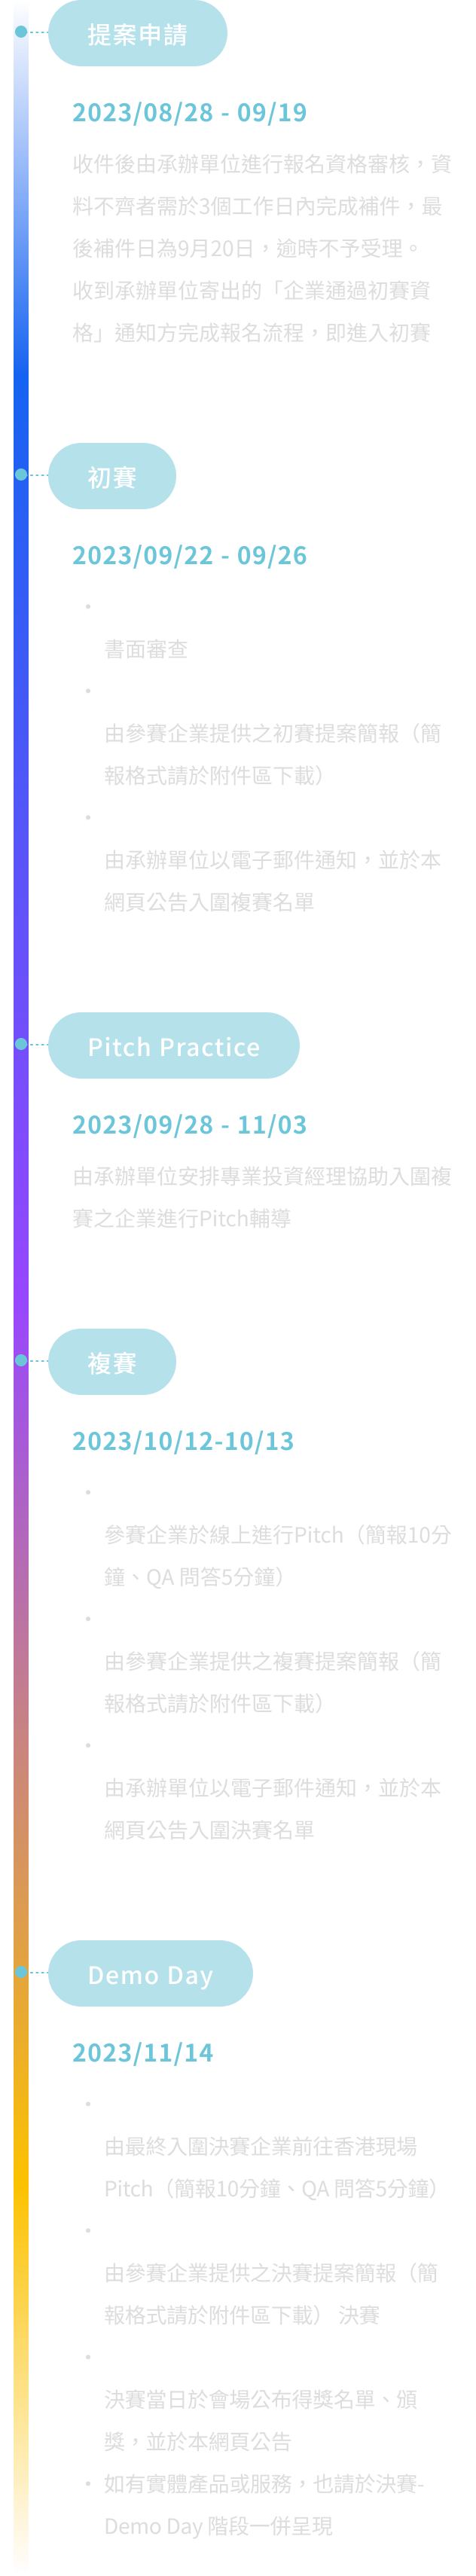 提案申請
2023/08/28 - 09/19
收件後由承辦單位進行報名資格審核，資
料不齊者需於3個工作日內完成補件，最
後補件日為9月20日，逾時不予受理。
收到承辦單位寄出的「企業通過初賽資
格」通知方完成報名流程，即進入初賽
初賽
2023/09/22 - 09/26
•
書面審查
•
由參賽企業提供之初賽提案簡報（簡
報格式請於附件區下載）
•
由承辦單位以電子郵件通知，並於本
網頁公告入圍複賽名單
Pitch Practice
2023/09/28 - 11/03
由承辦單位安排專業投資經理協助入圍複
賽之企業進行Pitch輔導
複賽
2023/10/12-10/13
•
參賽企業於線上進行Pitch（簡報10分
鐘、QA 問答5分鐘）
•
由參賽企業提供之複賽提案簡報（簡
報格式請於附件區下載）
•
由承辦單位以電子郵件通知，並於本
網頁公告入圍決賽名單
Demo Day
2023/11/14
•
由最終入圍決賽企業前往香港現場
Pitch（簡報10分鐘、QA 問答5分鐘）
•
由參賽企業提供之決賽提案簡報（簡
報格式請於附件區下載） 決賽
•
決賽當日於會場公布得獎名單、頒
獎，並於本網頁公告
• 如有實體產品或服務，也請於決賽-
Demo Day 階段一併呈現